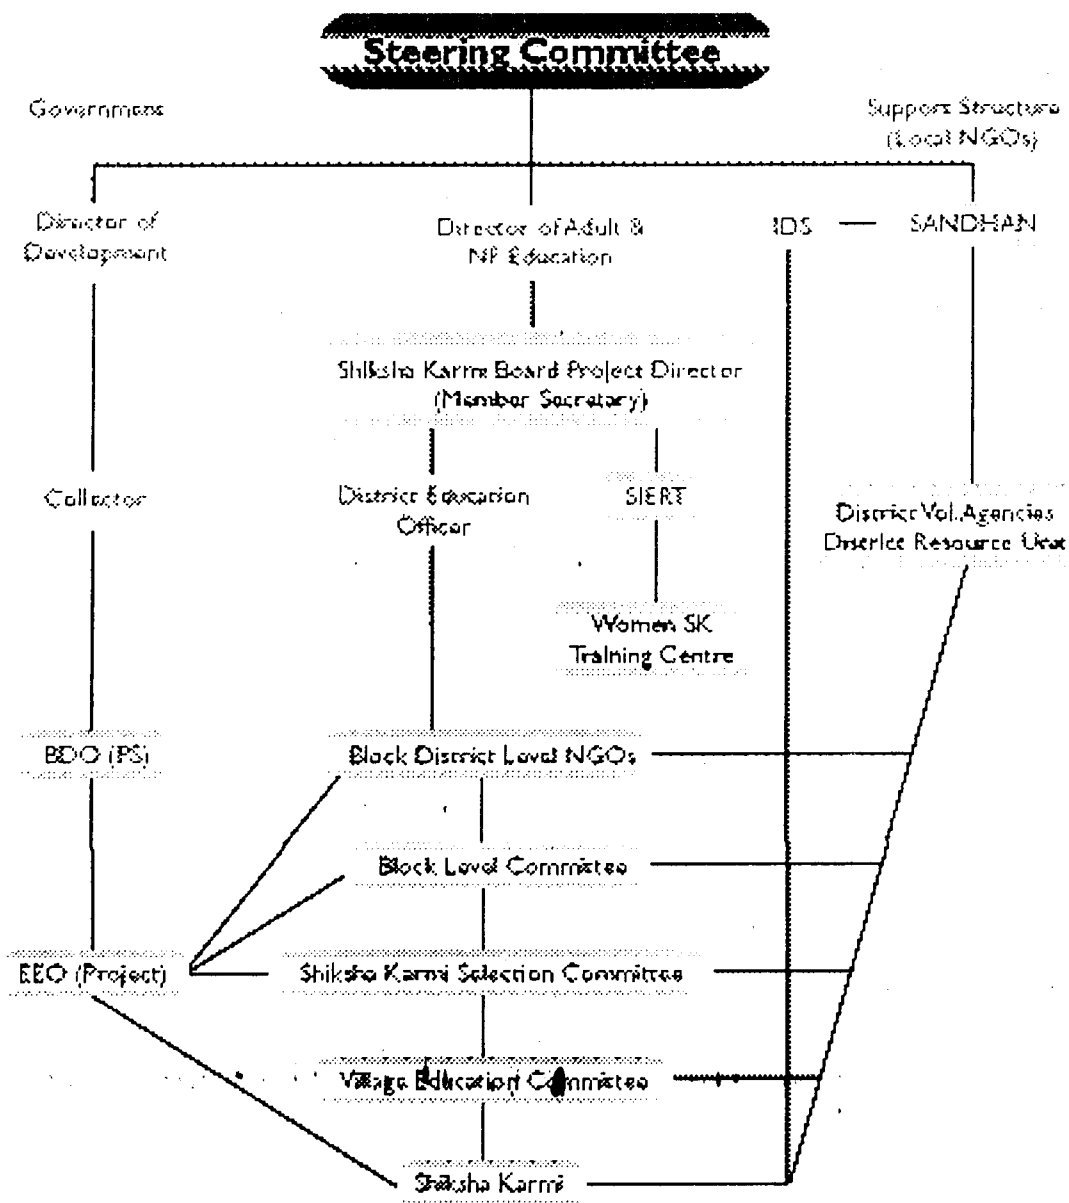 Steering Committee
Government
Support Structure
(Local NGOs)
Director of
Development
Director of Adult &
NF Education
IDS
SANDHAN
Shiksha Karmi Board Project Director
(Member Secretary)
Collector
District Education
Officer
SIERT
District Vol. Agencies
District Resource Unit
Women SK
Training Centre
BDO (PS)
Block District Level NGOs
Block Level Committee
EEO (Project)
Shiksha Karmi Selection Committee
Village Education Committee
Shiksha Karmi